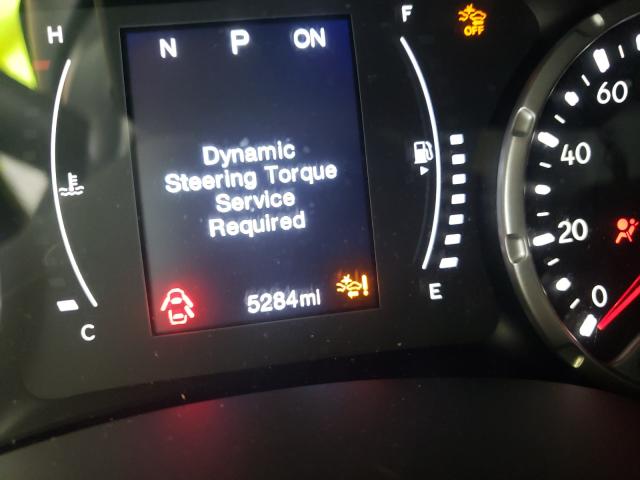 H
N P ON
F
OFF
Dynamic
Steering Torque
Service
Required
5284mi
C
E
60
40
20
0